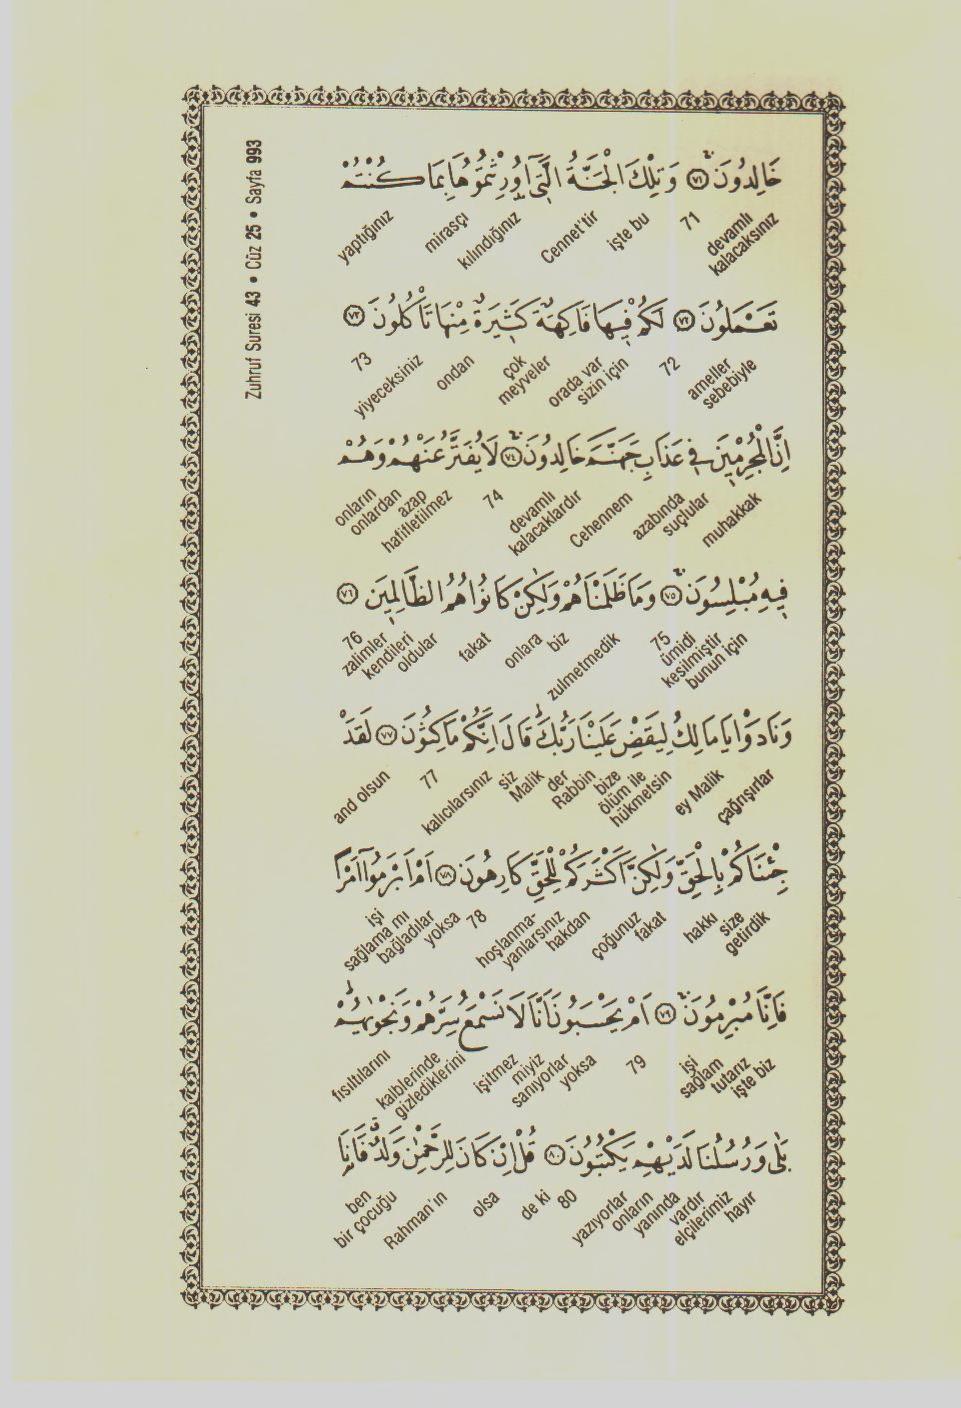 Zuhruf Suresi 43 • Cüz 25 • Sayfa 993
خَالِدُونَ ﴿٧١﴾ وَتِلْكَ الْجَنَّةُ الَّتِي أُورِثْتُمُوهَا بِمَا كُنْتُمْ
devamlı kalacaksınız 71 işte bu Cennet'tir kılındığınız mirasçı yaptığınız
تَعْمَلُونَ ﴿٧٢﴾ لَكُمْ فِيهَا فَاكِهَةٌ كَثِيرَةٌ مِنْهَا تَأْكُلُونَ ﴿٧٣﴾
ameller sebebiyle 72 orada var sizin için çok meyveler ondan yiyeceksiniz 73
اِنَّ الْمُجْرِمِينَ فِي عَذَابِ جَهَنَّمَ خَالِدُونَ ﴿٧٤﴾ لَا يُفَتَّرُ عَنْهُمْ وَهُمْ
muhakkak suçlular azabında Cehennem devamlı kalacaklardır 74 azap hafifletilmez onlardan onların
فِيهِ مُبْلِسُونَ ﴿٧٥﴾ وَمَا ظَلَمْنَاهُمْ وَلٰكِنْ كَانُوا هُمُ الظَّالِمِينَ ﴿٧٦﴾
bunun için ümidi kesilmiştir 75 zulmetmedik biz onlara fakat oldular kendileri zalimler 76
وَنَادَوْا يَا مَالِكُ لِيَقْضِ عَلَيْنَا رَبُّكَ قَالَ اِنَّكُمْ مَاكِثُونَ ﴿٧٧﴾ لَقَدْ
çağrışırlar ey Malik ölüm ile hükmetsin bize Rabbin der Malik siz kalıcılarsınız 77 and olsun
جِئْنَاكُمْ بِالْحَقِّ وَلٰكِنَّ اَكْثَرَكُمْ لِلْحَقِّ كَارِهُونَ ﴿٧٨﴾ اَمْ اَبْرَمُوا اَمْرًا
size getirdik hakkı fakat çoğunuz hakdan hoşlanma-yanlarsınız 78 yoksa sağlama mı bağladılar işi
فَاِنَّا مُبْرِمُونَ ﴿٧٩﴾ اَمْ يَحْسَبُونَ اَنَّا لَا نَسْمَعُ سِرَّهُمْ وَنَجْوٰيهُمْ
işte biz sağlam tutarız işi 79 yoksa sanıyorlar işitmez miyiz kalblerinde gizlediklerini fısıltılarını
بَلٰى وَرُسُلُنَا لَدَيْهِمْ يَكْتُبُونَ ﴿٨٠﴾ قُلْ اِنْ كَانَ لِلرَّحْمٰنِ وَلَدٌ فَاَنَا
hayır elçilerimiz vardır yanında onların yazıyorlar 80 de ki olsa Rahman'ın bir çocuğu ben